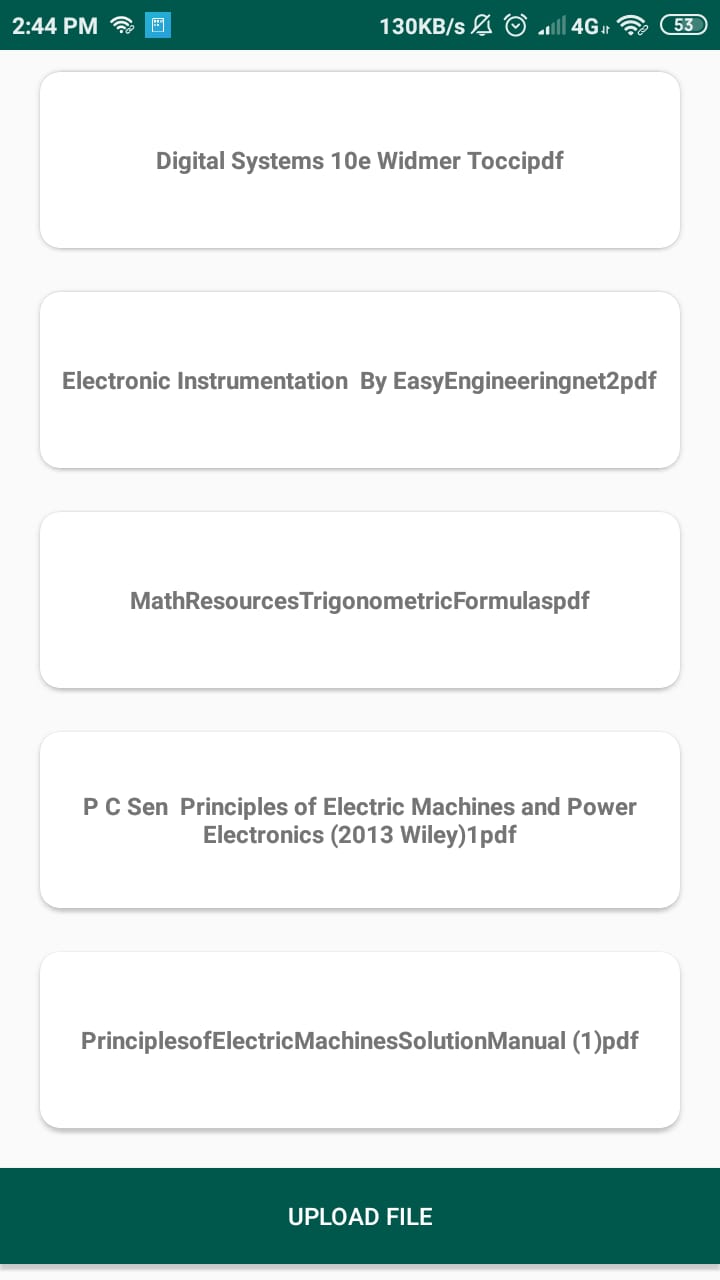 2:44 PM 130KB/s 4G 53
Digital Systems 10e Widmer Toccipdf
Electronic Instrumentation  By EasyEngineeringnet2pdf
MathResourcesTrigonometricFormulaspdf
P C Sen  Principles of Electric Machines and Power
Electronics (2013 Wiley)1pdf
PrinciplesofElectricMachinesSolutionManual (1)pdf
UPLOAD FILE